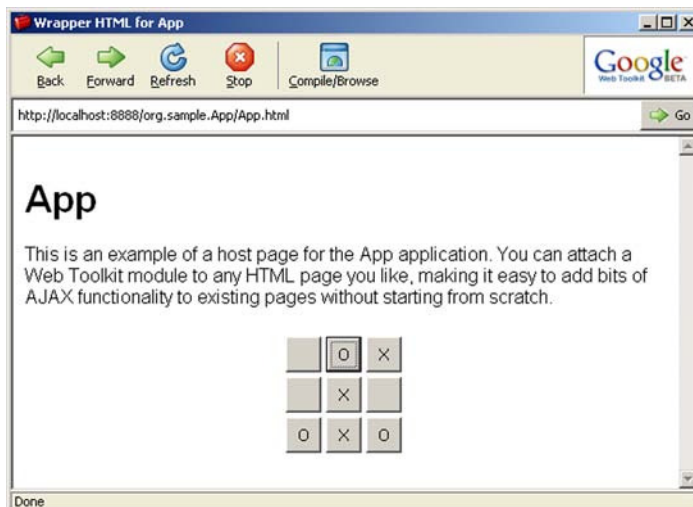 Wrapper HTML for App
Back Forward Refresh Stop Compile/Browse
Google
Web Toolkit BETA
http://localhost:8888/org.sample.App/App.html Go
App
This is an example of a host page for the App application. You can attach a
Web Toolkit module to any HTML page you like, making it easy to add bits of
AJAX functionality to existing pages without starting from scratch.
O X
X
O X O
Done